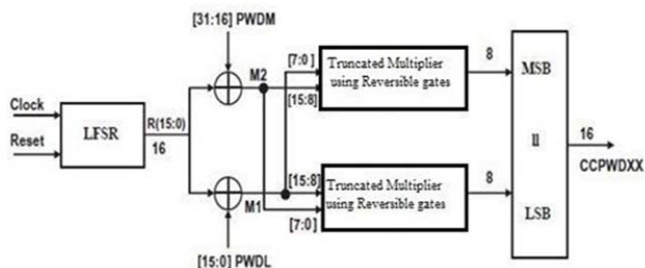 [31:16] PWDM
[7:0]
Truncated Multiplier
using Reversible gates
8
MSB
M2
[15:8]
Clock
LFSR
R(15:0)
16
Reset
ll
16
CCPWDXX
[15:8]
Truncated Multiplier
using Reversible gates
8
LSB
M1
[7:0]
[15:0] PWDL